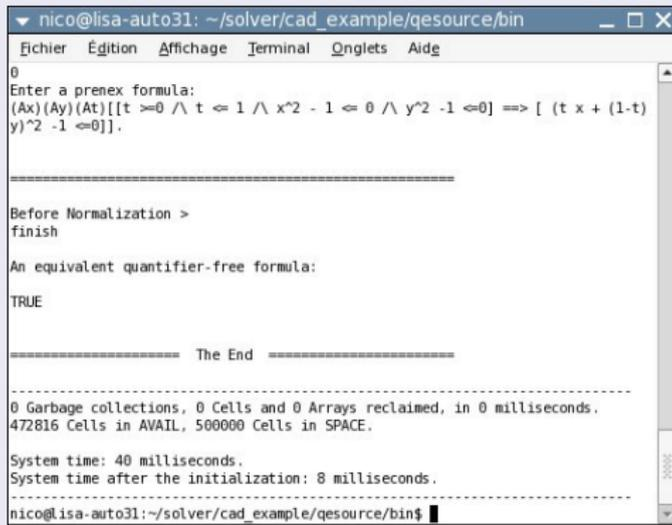 nico@lisa-auto31: ~/solver/cad_example/qesource/bin
Fichier Édition Affichage Terminal Onglets Aide
0
Enter a prenex formula:
(Ax)(Ay)(At)[[t >=0 /\ t <= 1 /\ x^2 - 1 <= 0 /\ y^2 -1 <=0] ==> [ (t x + (1-t)
y)^2 -1 <=0]].
=======================================================
Before Normalization >
finish
An equivalent quantifier-free formula:
TRUE
===================== The End =======================
-----------------------------------------------------------------------------
0 Garbage collections, 0 Cells and 0 Arrays reclaimed, in 0 milliseconds.
472816 Cells in AVAIL, 500000 Cells in SPACE.
System time: 40 milliseconds.
System time after the initialization: 8 milliseconds.
-----------------------------------------------------------------------------
nico@lisa-auto31:~/solver/cad_example/qesource/bin$